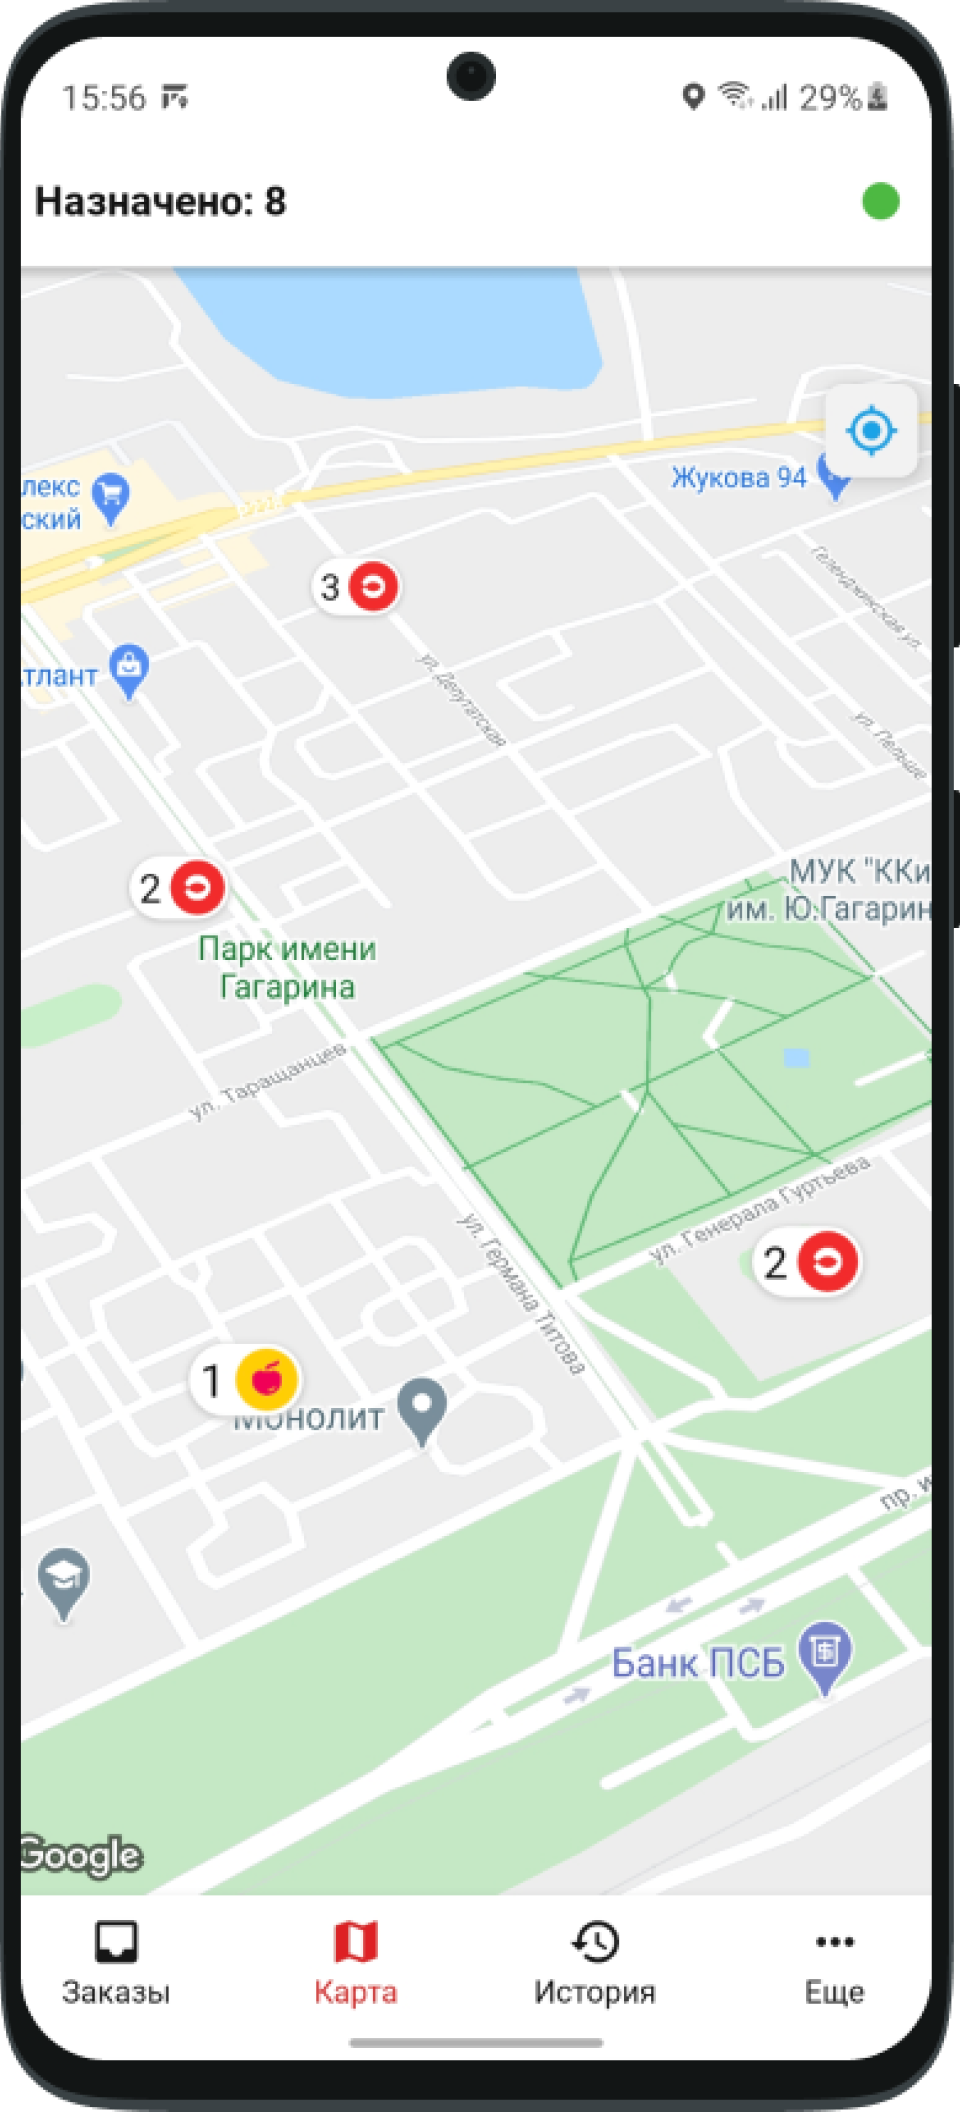 15:56
29%
Назначено: 8
лекс
ский
Жукова 94
Геленджикская ул.
3
тлант
ул. Депутатская
ул. Пельше
МУК "ККи
им. Ю.Гагарин
2
Парк имени
Гагарина
ул. Таращанцев
ул. Генерала Гуртьева
ул. Германа Титова
2
1
Монолит
пр. и
Банк ПСБ
Google
Заказы
Карта
История
Еще